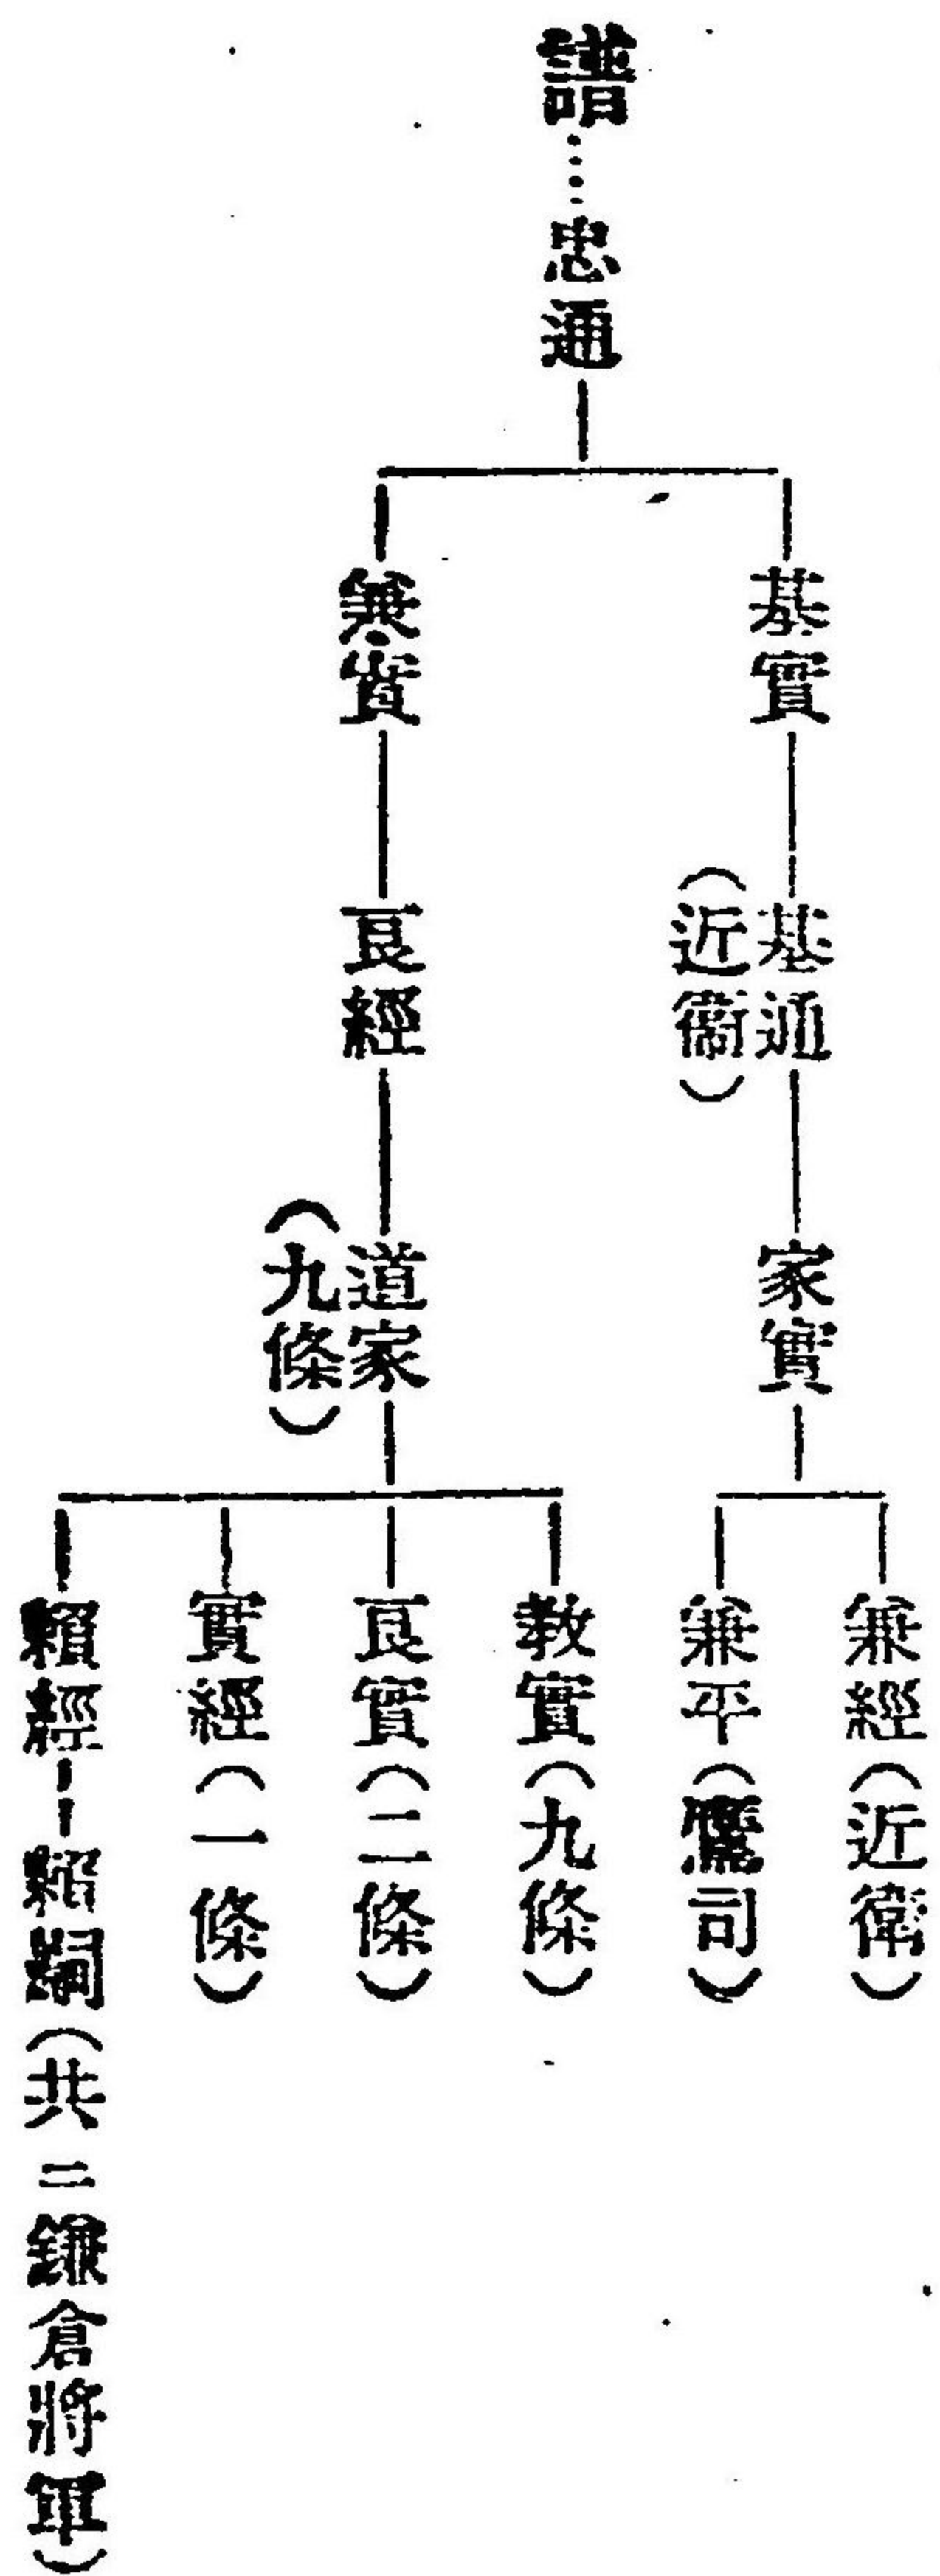 譜……忠通
基實
基通
(近衞)
家實
兼經(近衛)
兼平(鷹司)
兼實
良經
道家
(九條)
教實(九條)
良實(二條)
實經(一條)
賴經――賴嗣(共ニ鎌倉將軍)